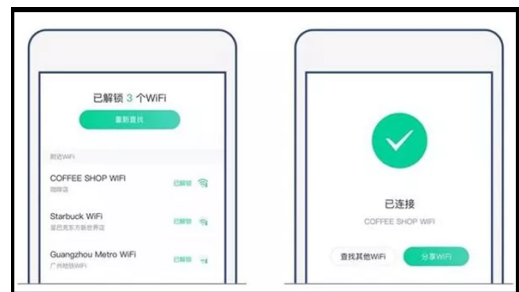 已解锁 3 个WiFi
重新查找
附近WiFi
COFFEE SHOP WIFI
咖啡店
已解锁
Starbuck WiFi
已解锁
Guangzhou Metro WiFi
广州地铁WiFi
已解锁
已连接
COFFEE SHOP WIFI
查找其他WiFi
分享WiFi